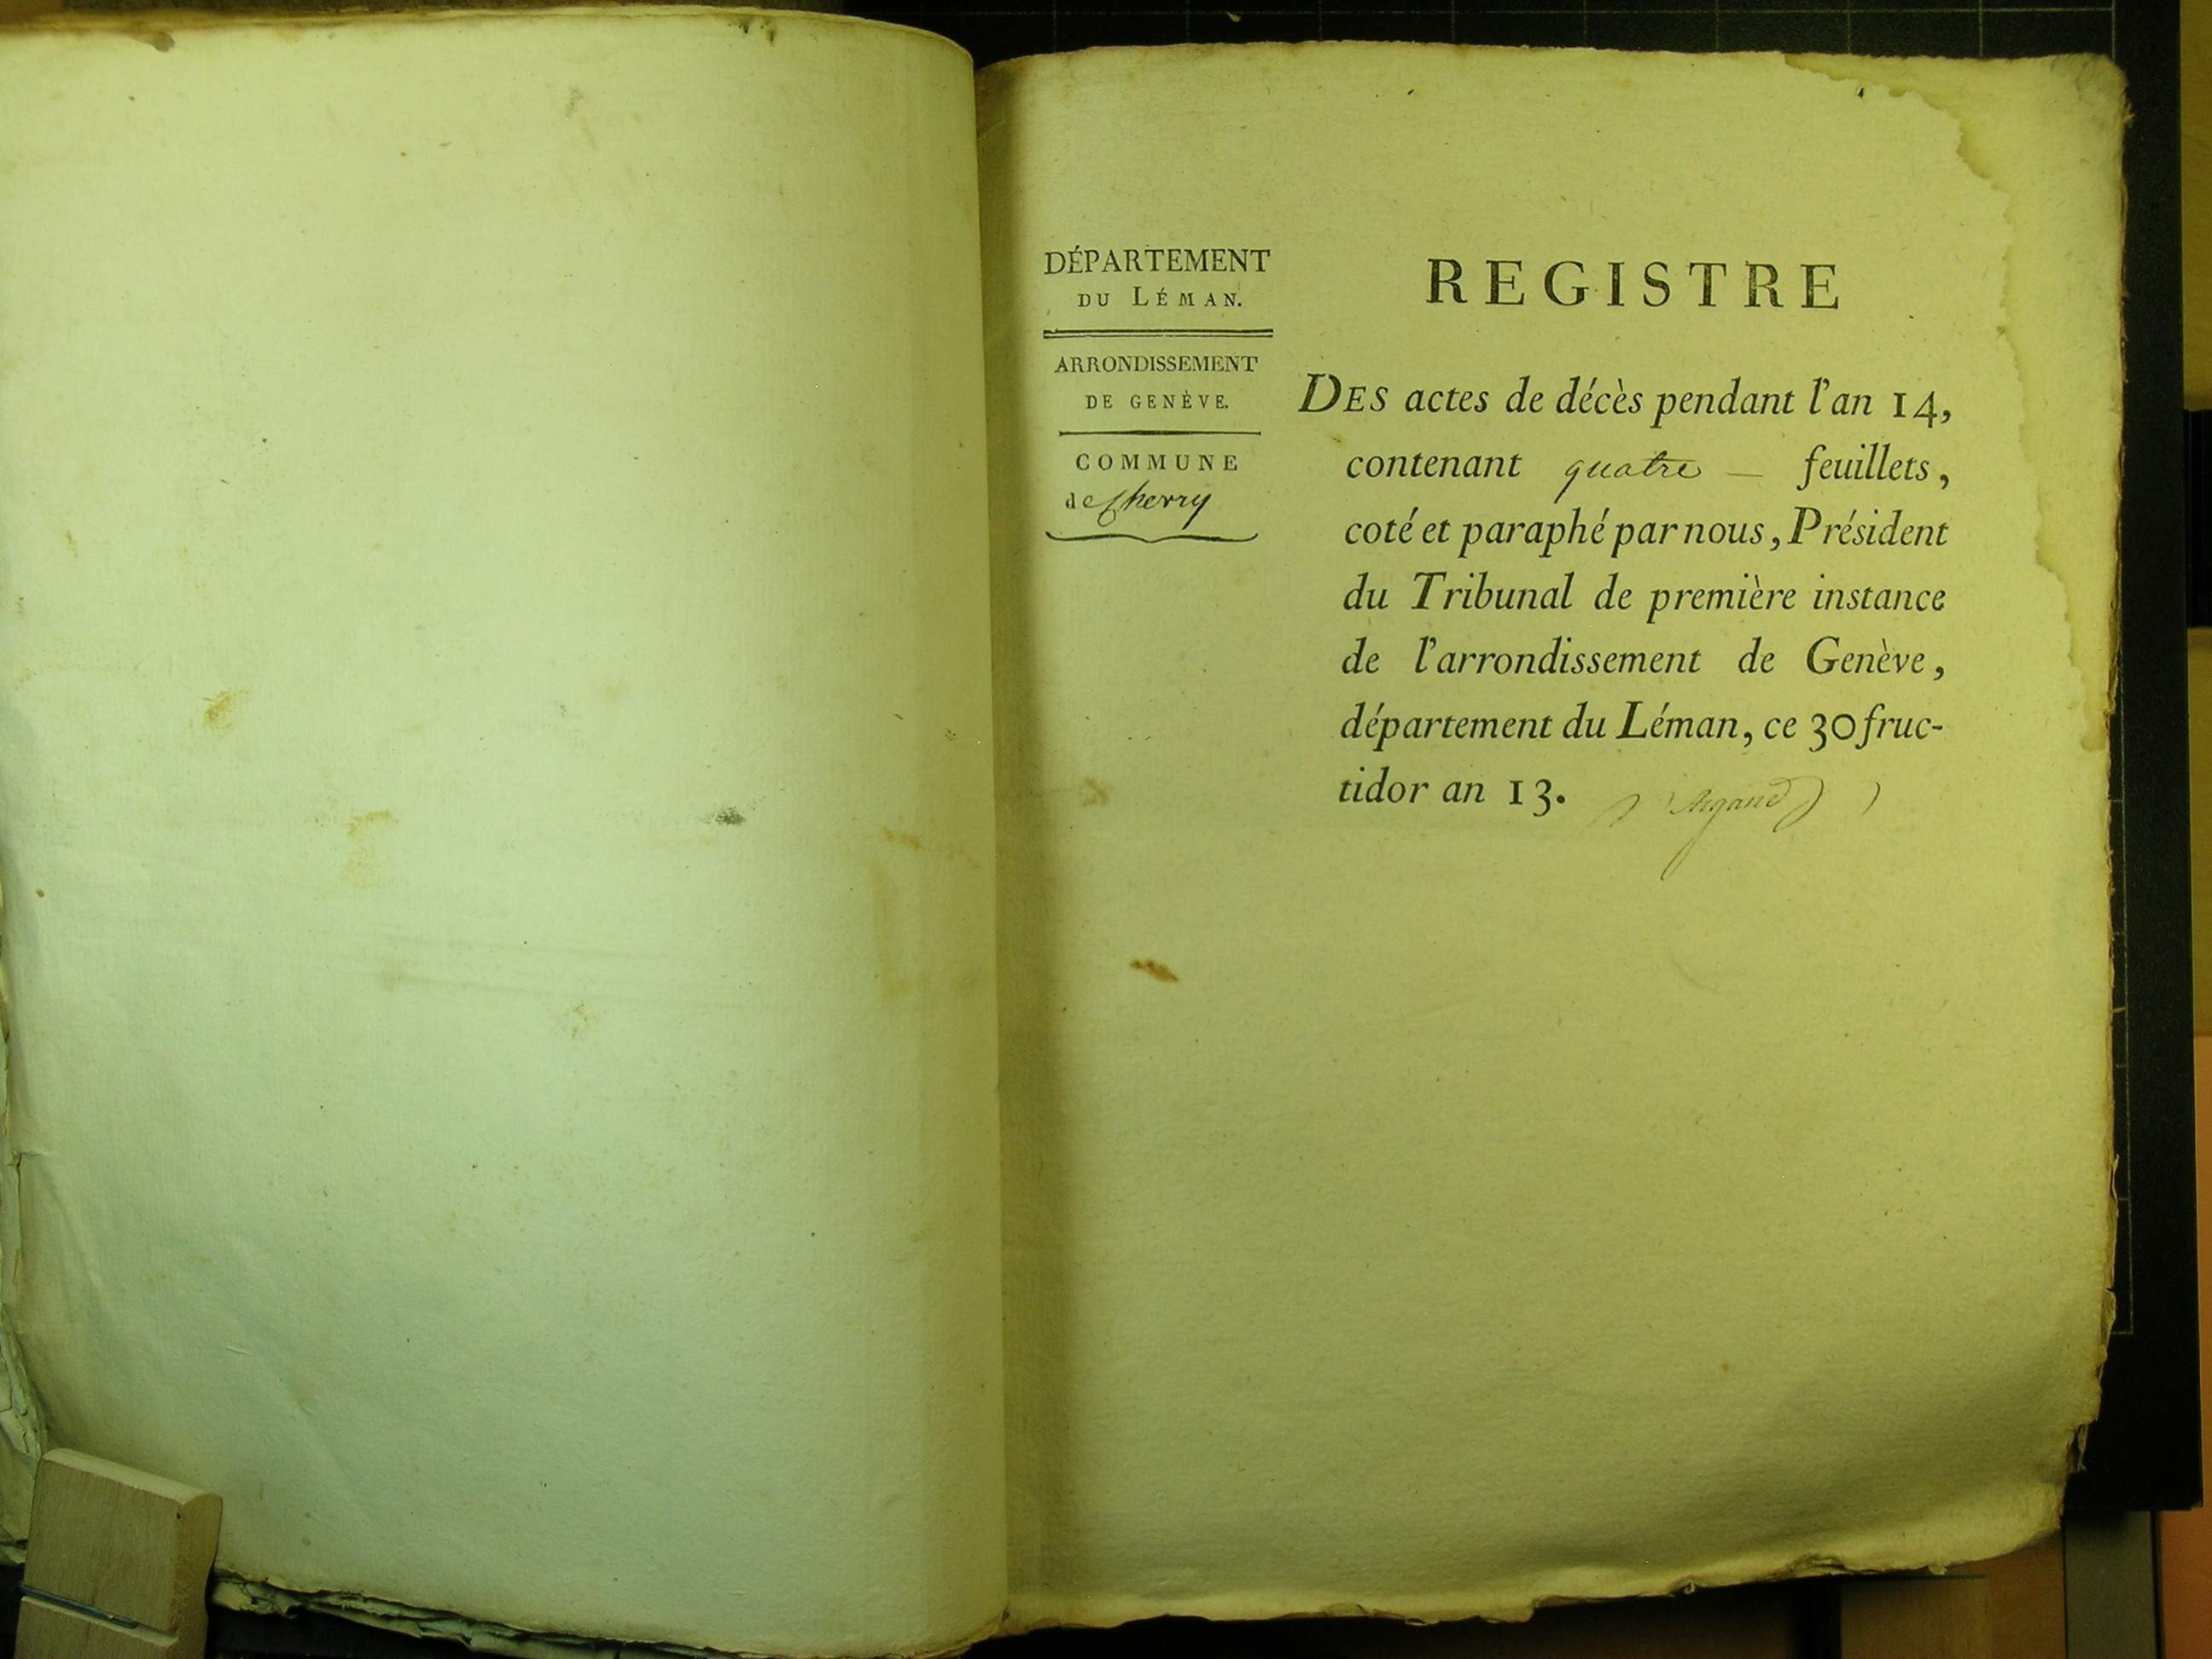 DÉPARTEMENT
DU LÉMAN.
ARRONDISSEMENT
DE GENÈVE.
COMMUNE
de Cherry
REGISTRE
DES actes de décès pendant l'an 14,
contenant quatre — feuillets,
coté et paraphé par nous, Président
du Tribunal de première instance
de l'arrondissement de Genève,
département du Léman, ce 30 fruc-
tidor an 13. Argand